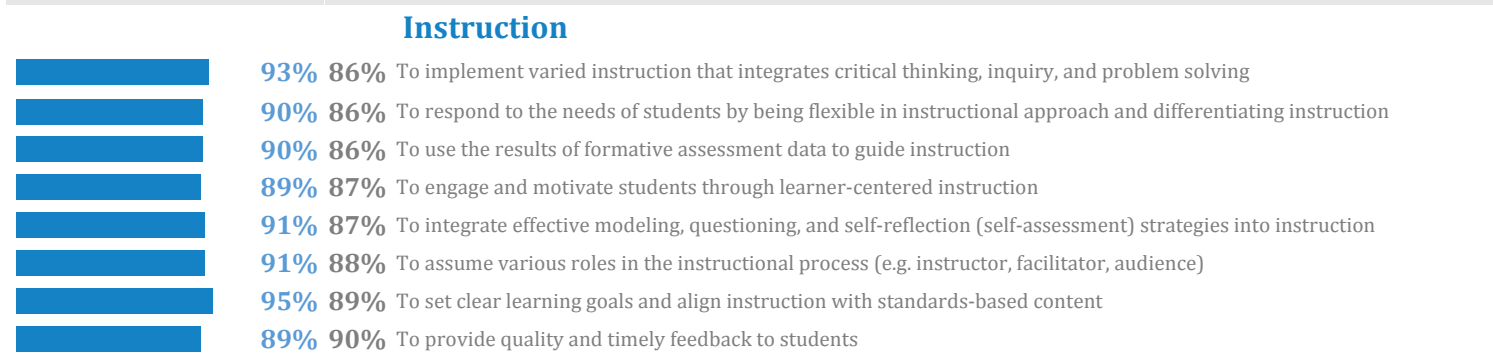 Instruction
93% 86% To implement varied instruction that integrates critical thinking, inquiry, and problem solving
90% 86% To respond to the needs of students by being flexible in instructional approach and differentiating instruction
90% 86% To use the results of formative assessment data to guide instruction
89% 87% To engage and motivate students through learner-centered instruction
91% 87% To integrate effective modeling, questioning, and self-reflection (self-assessment) strategies into instruction
91% 88% To assume various roles in the instructional process (e.g. instructor, facilitator, audience)
95% 89% To set clear learning goals and align instruction with standards-based content
89% 90% To provide quality and timely feedback to students